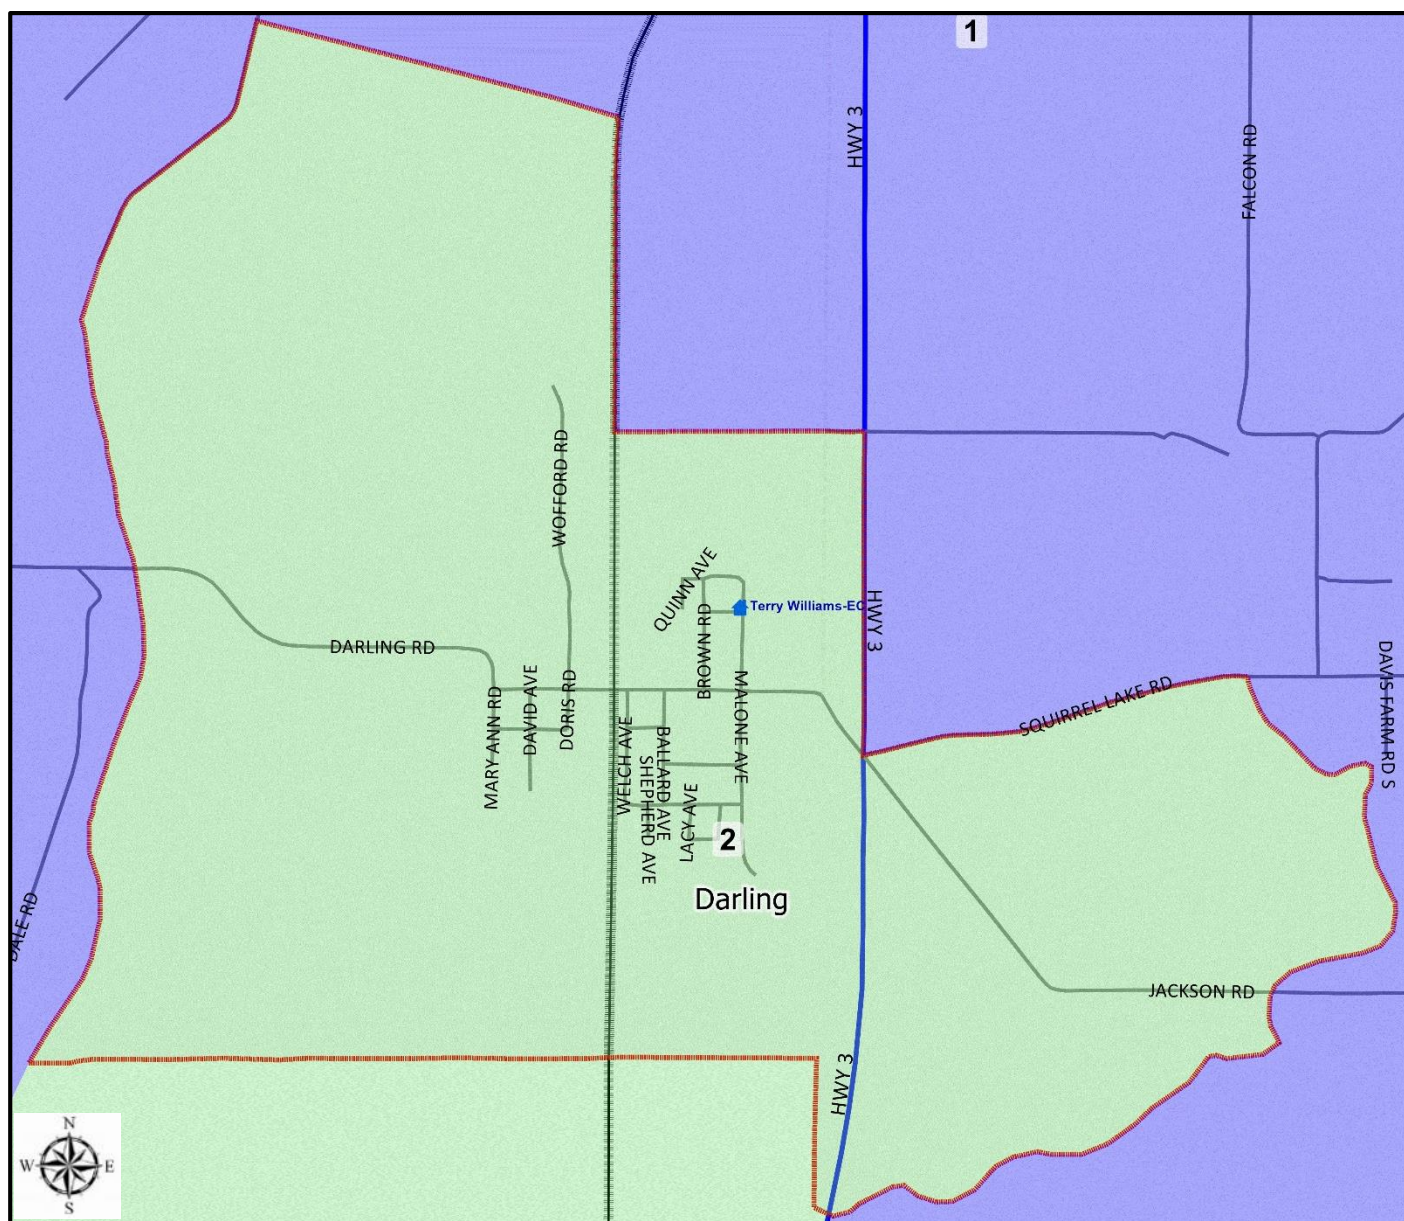 1
HWY 3
FALCON RD
WOFFORD RD
QUINN AVE
Terry Williams-EC
HWY 3
BROWN RD
DARLING RD
MARY ANN RD
DAVID AVE
DORIS RD
MALONE AVE
SQUIRREL LAKE RD
DAVIS FARM RD S
WELCH AVE
BALLARD AVE
SHEPHERD AVE
LACY AVE
2
Darling
DALE RD
JACKSON RD
HWY 3
N
W
E
S